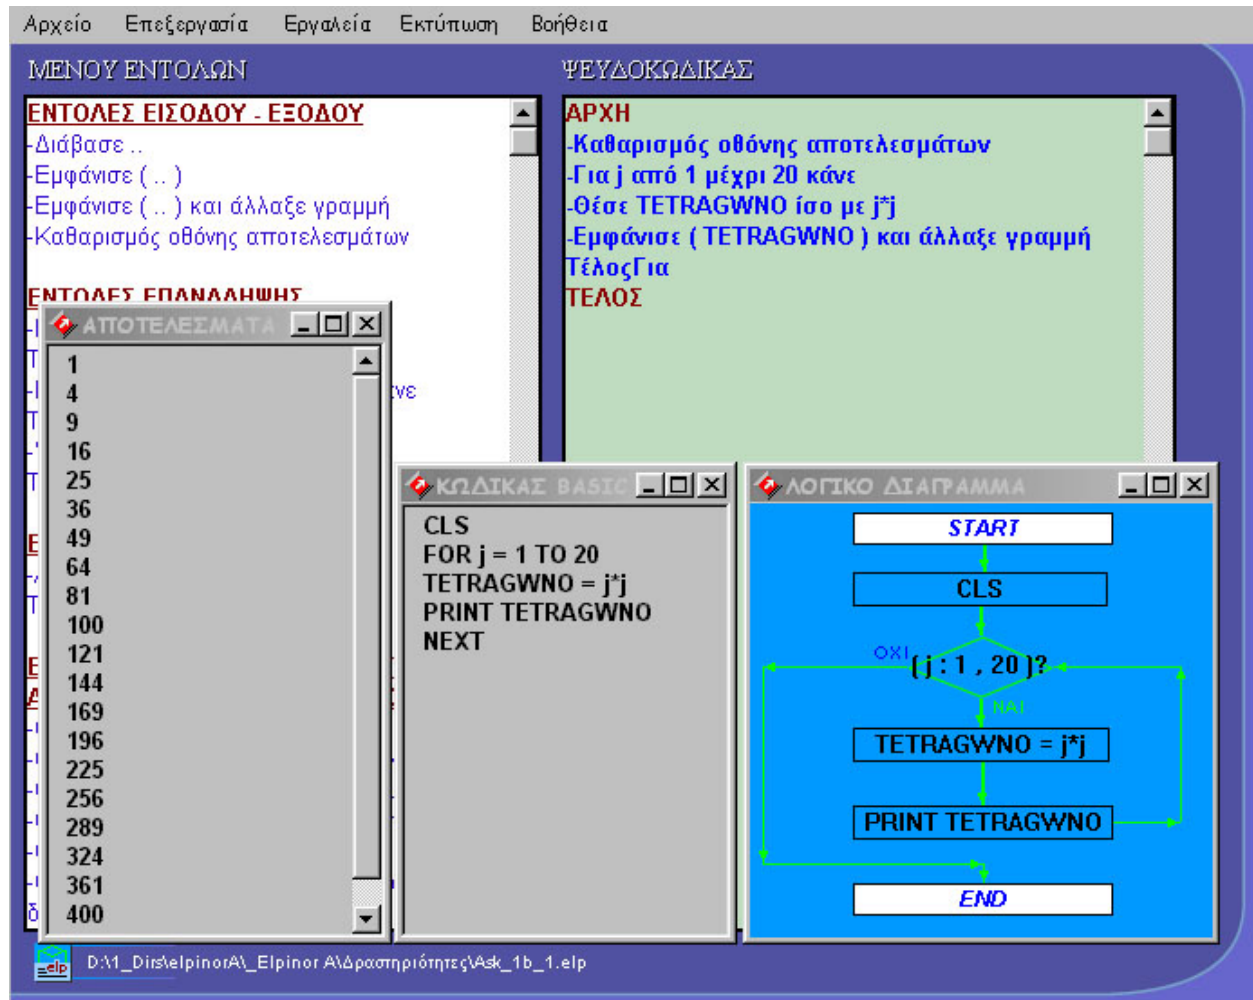 Αρχείο Επεξεργασία Εργαλεία Εκτύπωση Βοήθεια
ΜΕΝΟΥ ΕΝΤΟΛΩΝ
ΕΝΤΟΛΕΣ ΕΙΣΟΔΟΥ - ΕΞΟΔΟΥ
-Διάβασε ..
-Εμφάνισε ( .. )
-Εμφάνισε ( .. ) και άλλαξε γραμμή
-Καθαρισμός οθόνης αποτελεσμάτων
ΕΝΤΟΛΕΣ ΕΠΑΝΑΛΗΨΗΣ
ΨΕΥΔΟΚΩΔΙΚΑΣ
ΑΡΧΗ
-Καθαρισμός οθόνης αποτελεσμάτων
-Για j από 1 μέχρι 20 κάνε
-Θέσε TETRAGWNO ίσο με j*j
-Εμφάνισε ( TETRAGWNO ) και άλλαξε γραμμή
ΤέλοςΓια
ΤΕΛΟΣ
ΑΠΟΤΕΛΕΣΜΑΤΑ
1
4
9
16
25
36
49
64
81
100
121
144
169
196
225
256
289
324
361
400
ΚΩΔΙΚΑΣ BASIC
CLS
FOR j = 1 TO 20
TETRAGWNO = j*j
PRINT TETRAGWNO
NEXT
ΛΟΓΙΚΟ ΔΙΑΓΡΑΜΜΑ
START
CLS
ΟΧΙ
( j : 1 , 20 )?
ΝΑΙ
TETRAGWNO = j*j
PRINT TETRAGWNO
END
elp D:\1_Dirs\elpinorA\_Elpinor A\Δραστηριότητες\Ask_1b_1.elp